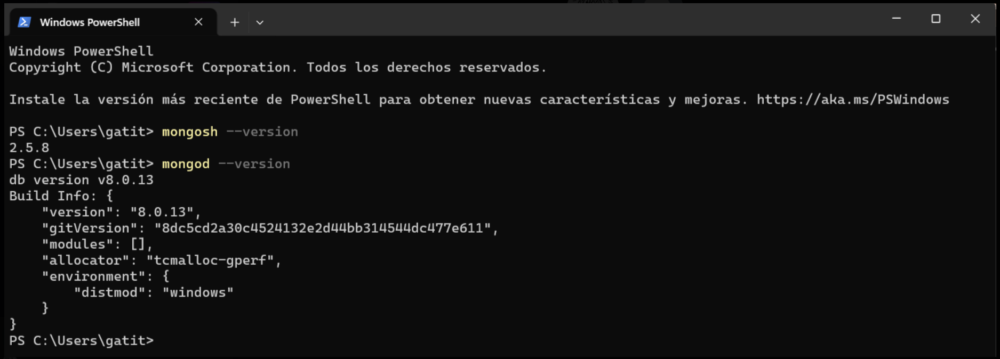 Windows PowerShell
Windows PowerShell
Copyright (C) Microsoft Corporation. Todos los derechos reservados.
Instale la versión más reciente de PowerShell para obtener nuevas características y mejoras. https://aka.ms/PSWindows
PS C:\Users\gatit> mongosh --version
2.5.8
PS C:\Users\gatit> mongod --version
db version v8.0.13
Build Info: {
    "version": "8.0.13",
    "gitVersion": "8dc5cd2a30c4524132e2d44bb314544dc477e611",
    "modules": [],
    "allocator": "tcmalloc-gperf",
    "environment": {
        "distmod": "windows"
    }
}
PS C:\Users\gatit>